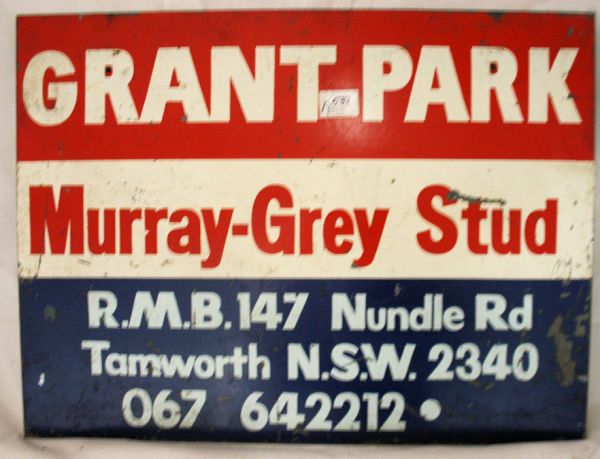 GRANT PARK
Murray-Grey Stud
R.M.B. 147 Nundle Rd
Tamworth N.S.W. 2340
067 642212